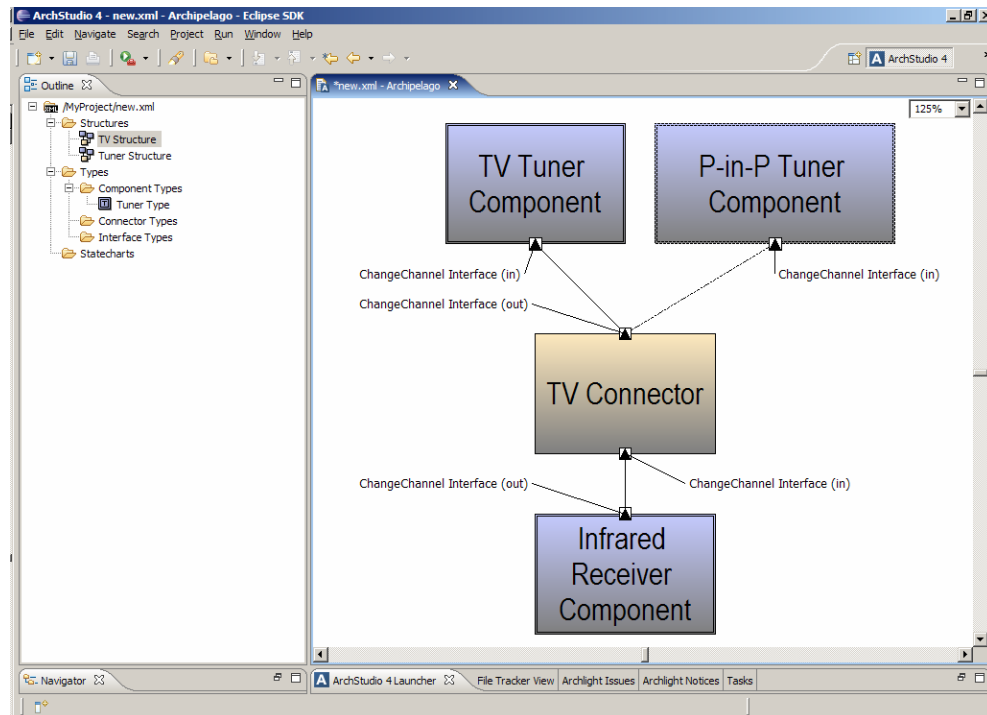 ArchStudio 4 - new.xml - Archipelago - Eclipse SDK
File Edit Navigate Search Project Run Window Help
ArchStudio 4
Outline
*new.xml - Archipelago
/MyProject/new.xml
Structures
TV Structure
Tuner Structure
Types
Component Types
Tuner Type
Connector Types
Interface Types
Statecharts
125%
TV Tuner
Component
P-in-P Tuner
Component
ChangeChannel Interface (in)
ChangeChannel Interface (in)
ChangeChannel Interface (out)
TV Connector
ChangeChannel Interface (out)
ChangeChannel Interface (in)
Infrared
Receiver
Component
Navigator
ArchStudio 4 Launcher File Tracker View Archlight Issues Archlight Notices Tasks